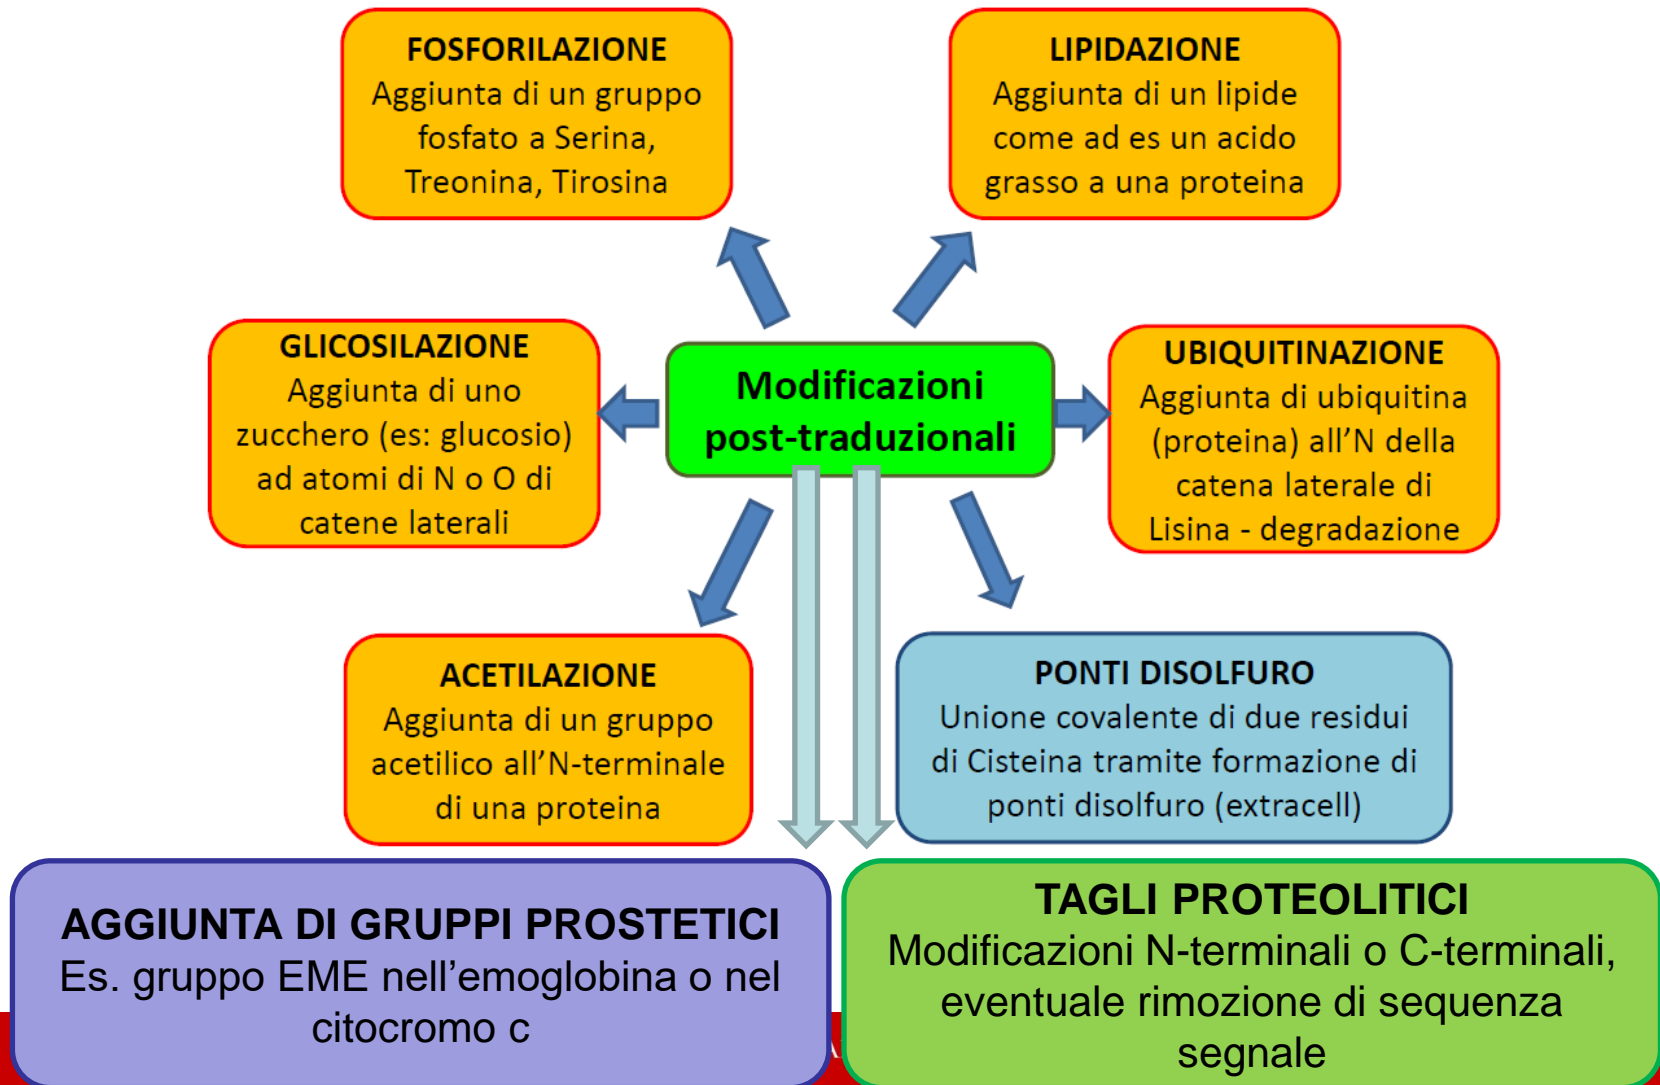 FOSFORILAZIONE
Aggiunta di un gruppo
fosfato a Serina,
Treonina, Tirosina
LIPIDAZIONE
Aggiunta di un lipide
come ad es un acido
grasso a una proteina
GLICOSILAZIONE
Aggiunta di uno
zucchero (es: glucosio)
ad atomi di N o O di
catene laterali
Modificazioni
post-traduzionali
UBIQUITINAZIONE
Aggiunta di ubiquitina
(proteina) all’N della
catena laterale di
Lisina - degradazione
ACETILAZIONE
Aggiunta di un gruppo
acetilico all’N-terminale
di una proteina
PONTI DISOLFURO
Unione covalente di due residui
di Cisteina tramite formazione di
ponti disolfuro (extracell)
AGGIUNTA DI GRUPPI PROSTETICI
Es. gruppo EME nell’emoglobina o nel
citocromo c
TAGLI PROTEOLITICI
Modificazioni N-terminali o C-terminali,
eventuale rimozione di sequenza
segnale